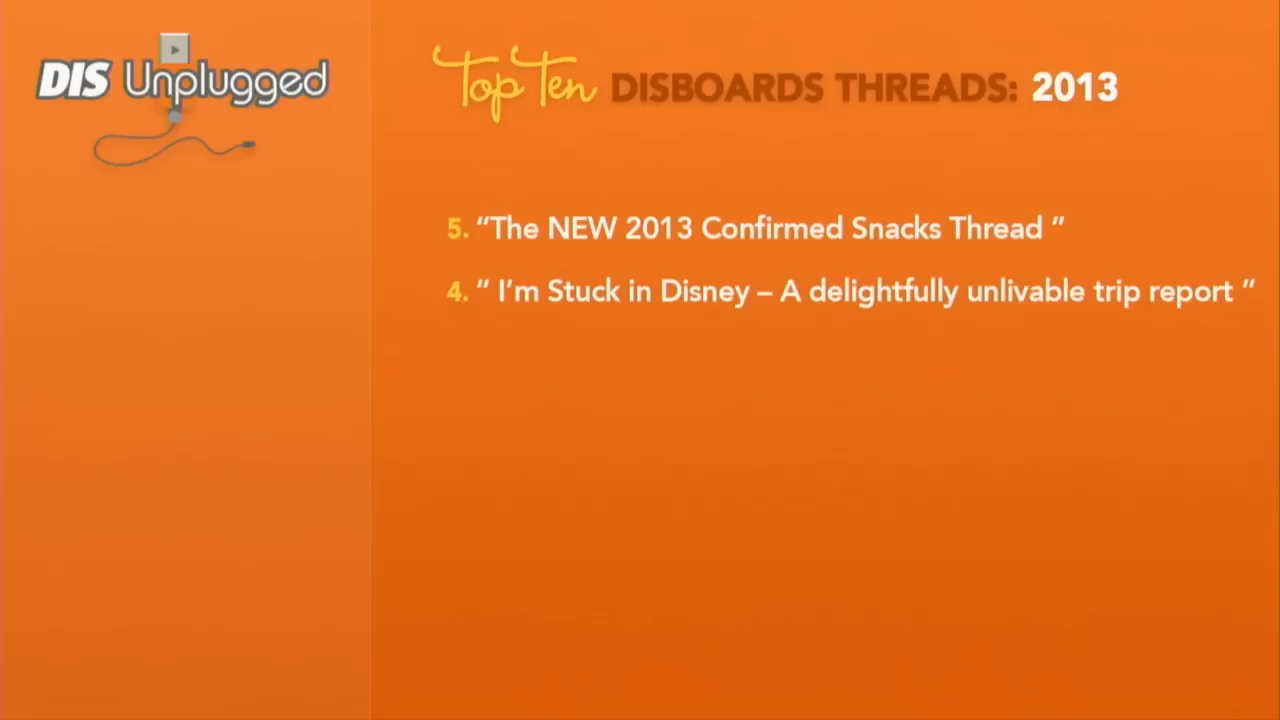 DIS Unplugged
Top Ten DISBOARDS THREADS: 2013
5. “The NEW 2013 Confirmed Snacks Thread ”
4. “ I’m Stuck in Disney – A delightfully unlivable trip report ”